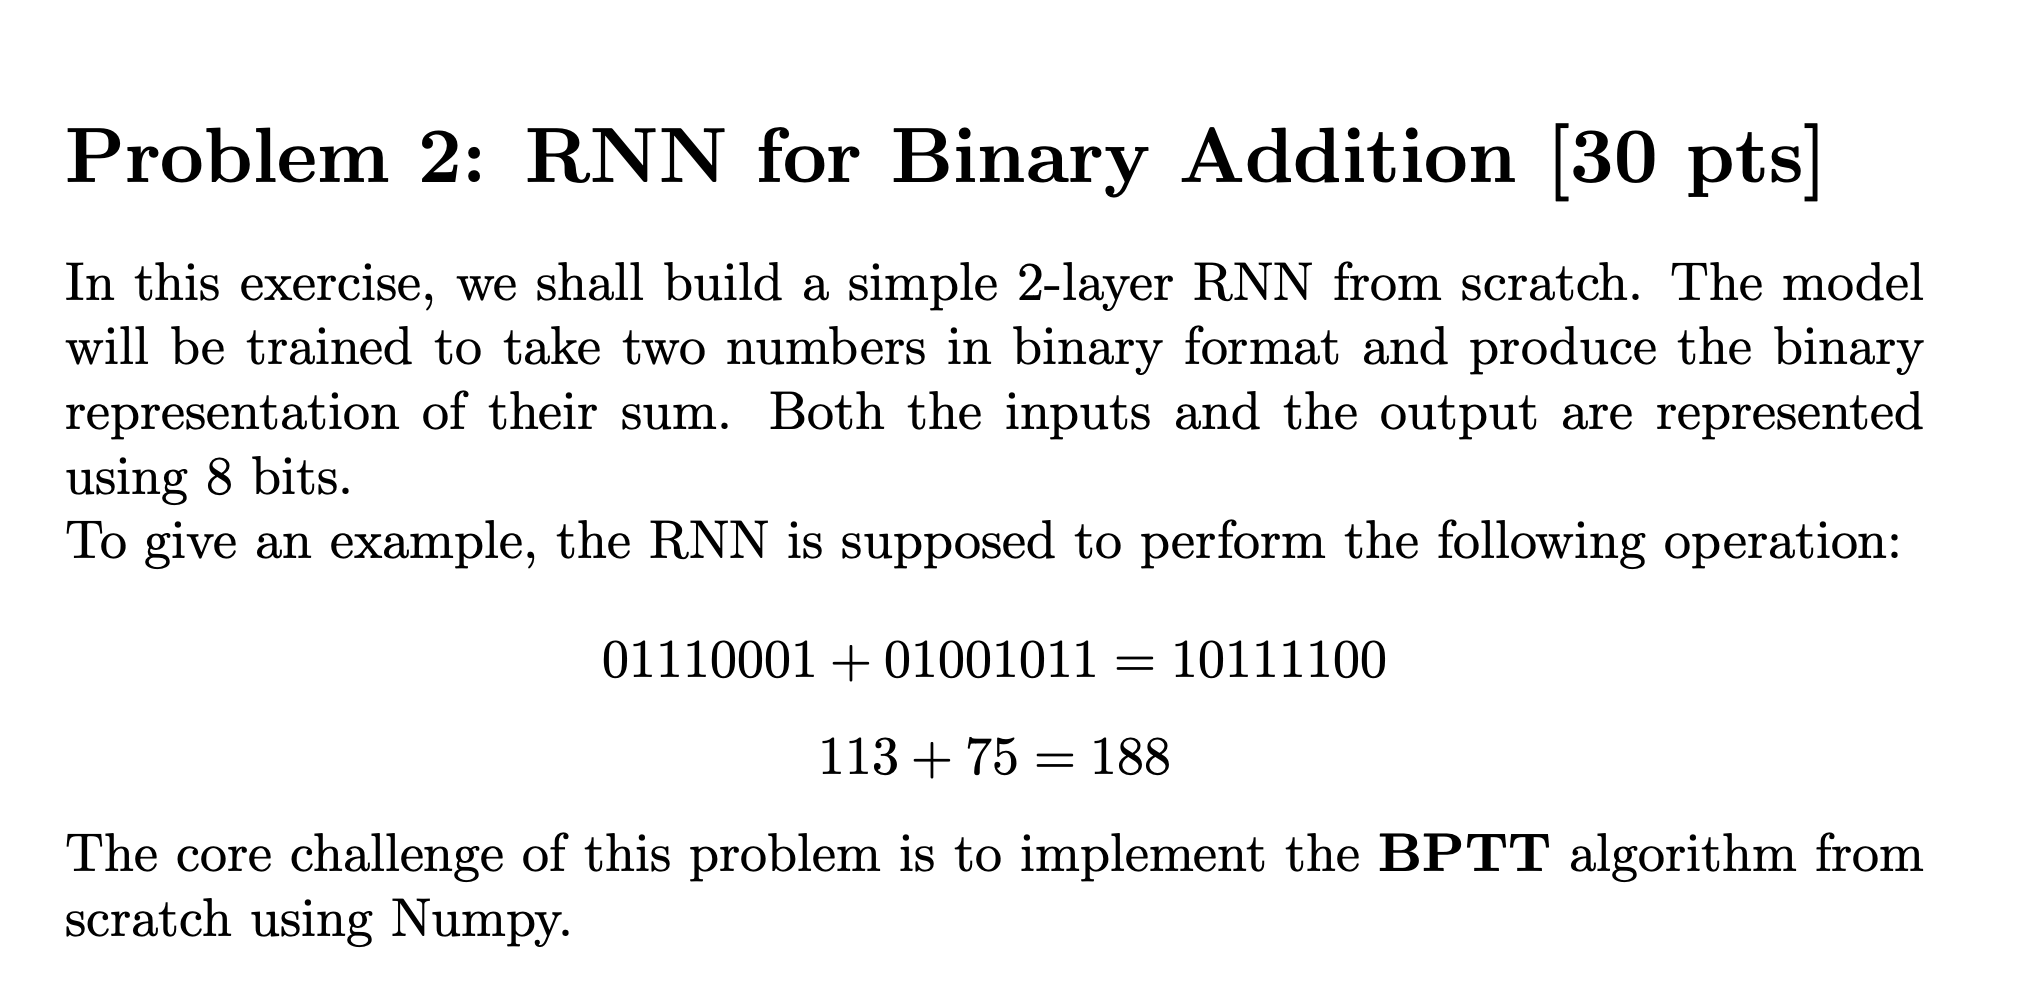 Problem 2: RNN for Binary Addition [30 pts]
In this exercise, we shall build a simple 2-layer RNN from scratch. The model
will be trained to take two numbers in binary format and produce the binary
representation of their sum. Both the inputs and the output are represented
using 8 bits.
To give an example, the RNN is supposed to perform the following operation:
01110001 + 01001011 = 10111100
113 + 75 = 188
The core challenge of this problem is to implement the BPTT algorithm from
scratch using Numpy.